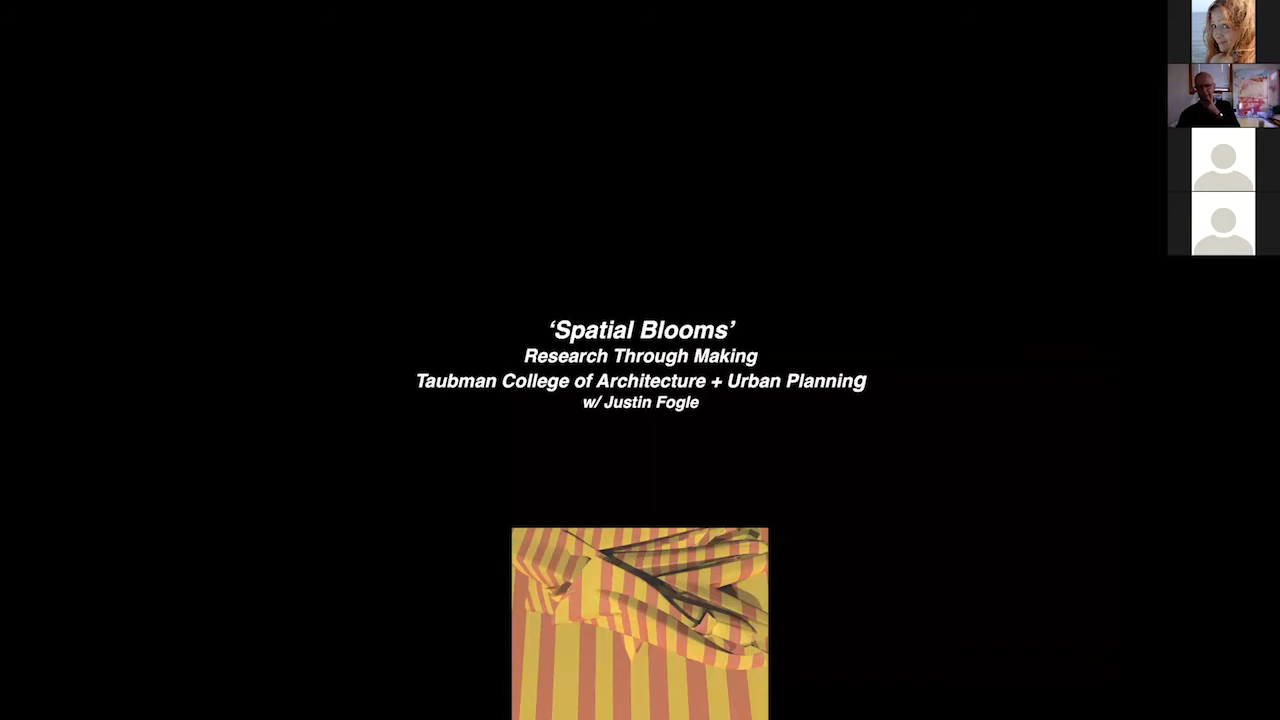 ‘Spatial Blooms’
Research Through Making
Taubman College of Architecture + Urban Planning
w/ Justin Fogle